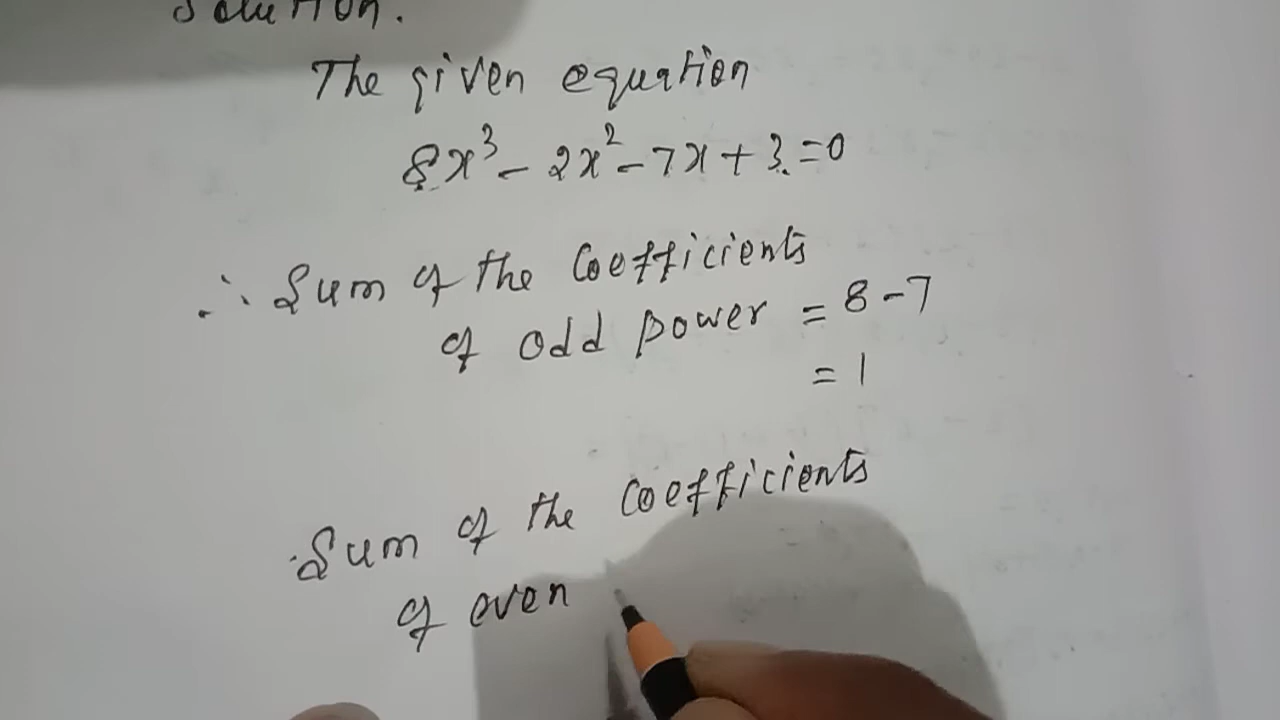 Solution.
The given equation
8x³ - 2x² - 7x + 3 = 0
∴ Sum of the Coefficients
of odd power = 8 - 7
= 1
Sum of the Coefficients
of even